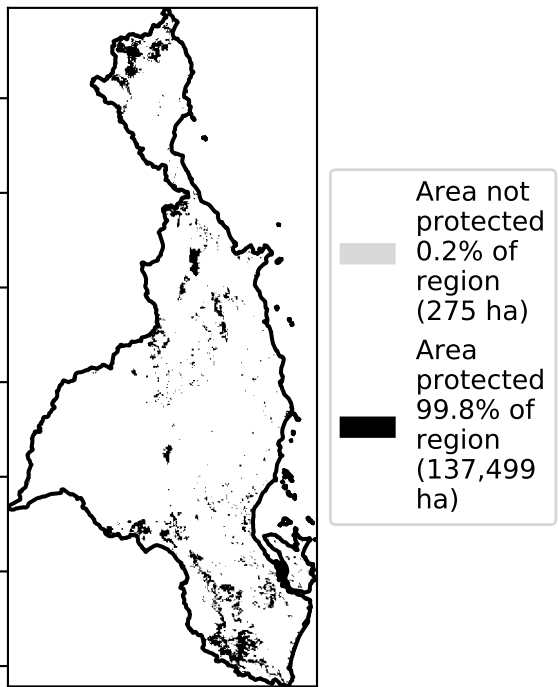 Area not
protected
0.2% of
region
(275 ha)
Area
protected
99.8% of
region
(137,499
ha)